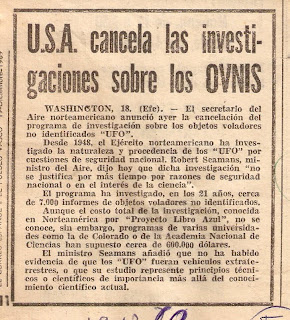 U.S.A. cancela las investi-
gaciones sobre los OVNIS
WASHINGTON, 18. (Efe). — El secretario del
Aire norteamericano anunció ayer la cancelación del
programa de investigación sobre los objetos voladores
no identificados "UFO".
Desde 1948, el Ejército norteamericano ha inves-
tigado la naturaleza y procedencia de los "UFO" por
cuestiones de seguridad nacional. Robert Seamans, mi-
nistro del Aire, dijo hoy que dicha investigación "no
se justifica por más tiempo por razones de seguridad
nacional o en el interés de la ciencia".
El programa ha investigado, en los 21 años, cerca
de 7.000 informes de objetos voladores no identificados.
Aunque el costo total de la investigación, conocida
en Norteamérica por "Proyecto Libro Azul", no se
conoce, sin embargo, programas de varias universida-
des como la de Colorado o de la Academia Nacional de
Ciencias han supuesto cerca de 600.000 dólares.
El ministro Seamans añadió que no ha habido
evidencia de que los "UFO" fueran vehículos extrate-
rrestres, o que su estudio represente principios técni-
cos o científicos de importancia más allá del conoci-
miento científico actual.